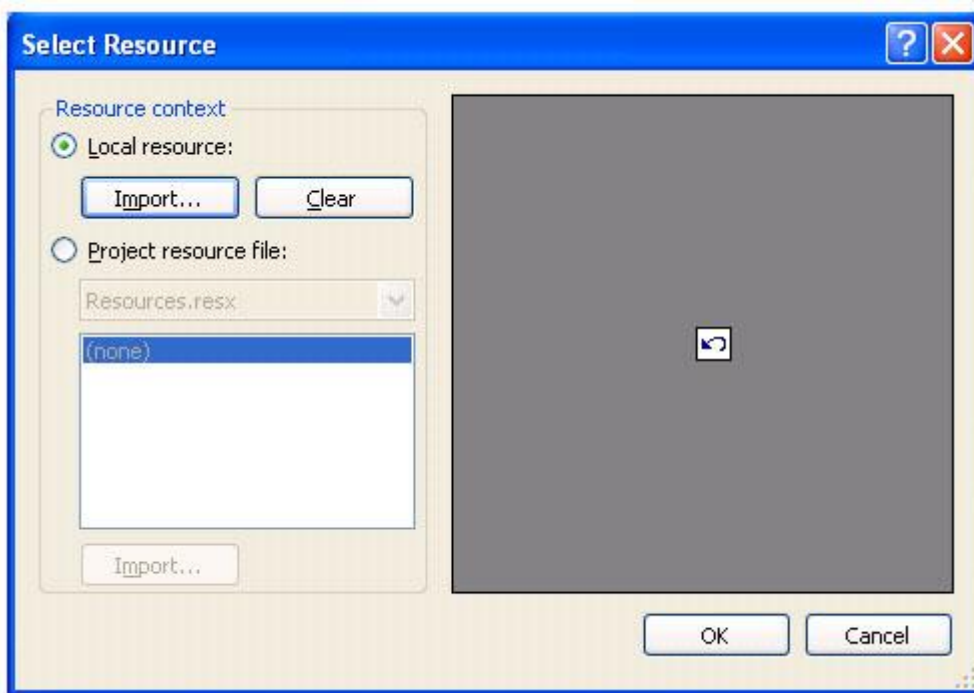 Select Resource
Resource context
Local resource:
Import...
Clear
Project resource file:
Resources.resx
(none)
Import...
OK
Cancel